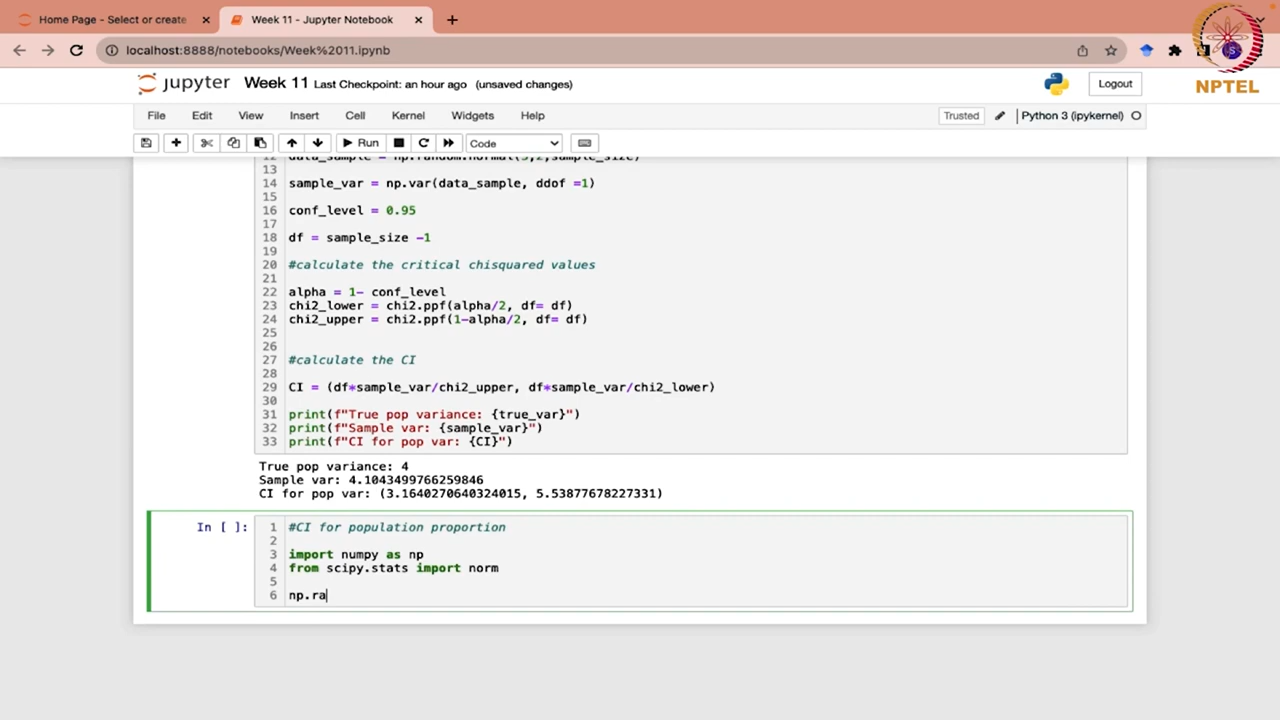 Home Page - Select or create
Week 11 - Jupyter Notebook
localhost:8888/notebooks/Week%2011.ipynb
NPTEL
jupyter Week 11 Last Checkpoint: an hour ago (unsaved changes)
Logout
File Edit View Insert Cell Kernel Widgets Help
Trusted Python 3 (ipykernel)
Run Code
12 data_sample = np.random.normal(5,2,sample_size)
13
14 sample_var = np.var(data_sample, ddof =1)
15
16 conf_level = 0.95
17
18 df = sample_size -1
19
20 #calculate the critical chisquared values
21
22 alpha = 1- conf_level
23 chi2_lower = chi2.ppf(alpha/2, df= df)
24 chi2_upper = chi2.ppf(1-alpha/2, df= df)
25
26
27 #calculate the CI
28
29 CI = (df*sample_var/chi2_upper, df*sample_var/chi2_lower)
30
31 print(f"True pop variance: {true_var}")
32 print(f"Sample var: {sample_var}")
33 print(f"CI for pop var: {CI}")
True pop variance: 4
Sample var: 4.1043499766259846
CI for pop var: (3.1640270640324015, 5.53877678227331)
In [ ]:
1 #CI for population proportion
2
3 import numpy as np
4 from scipy.stats import norm
5
6 np.ra